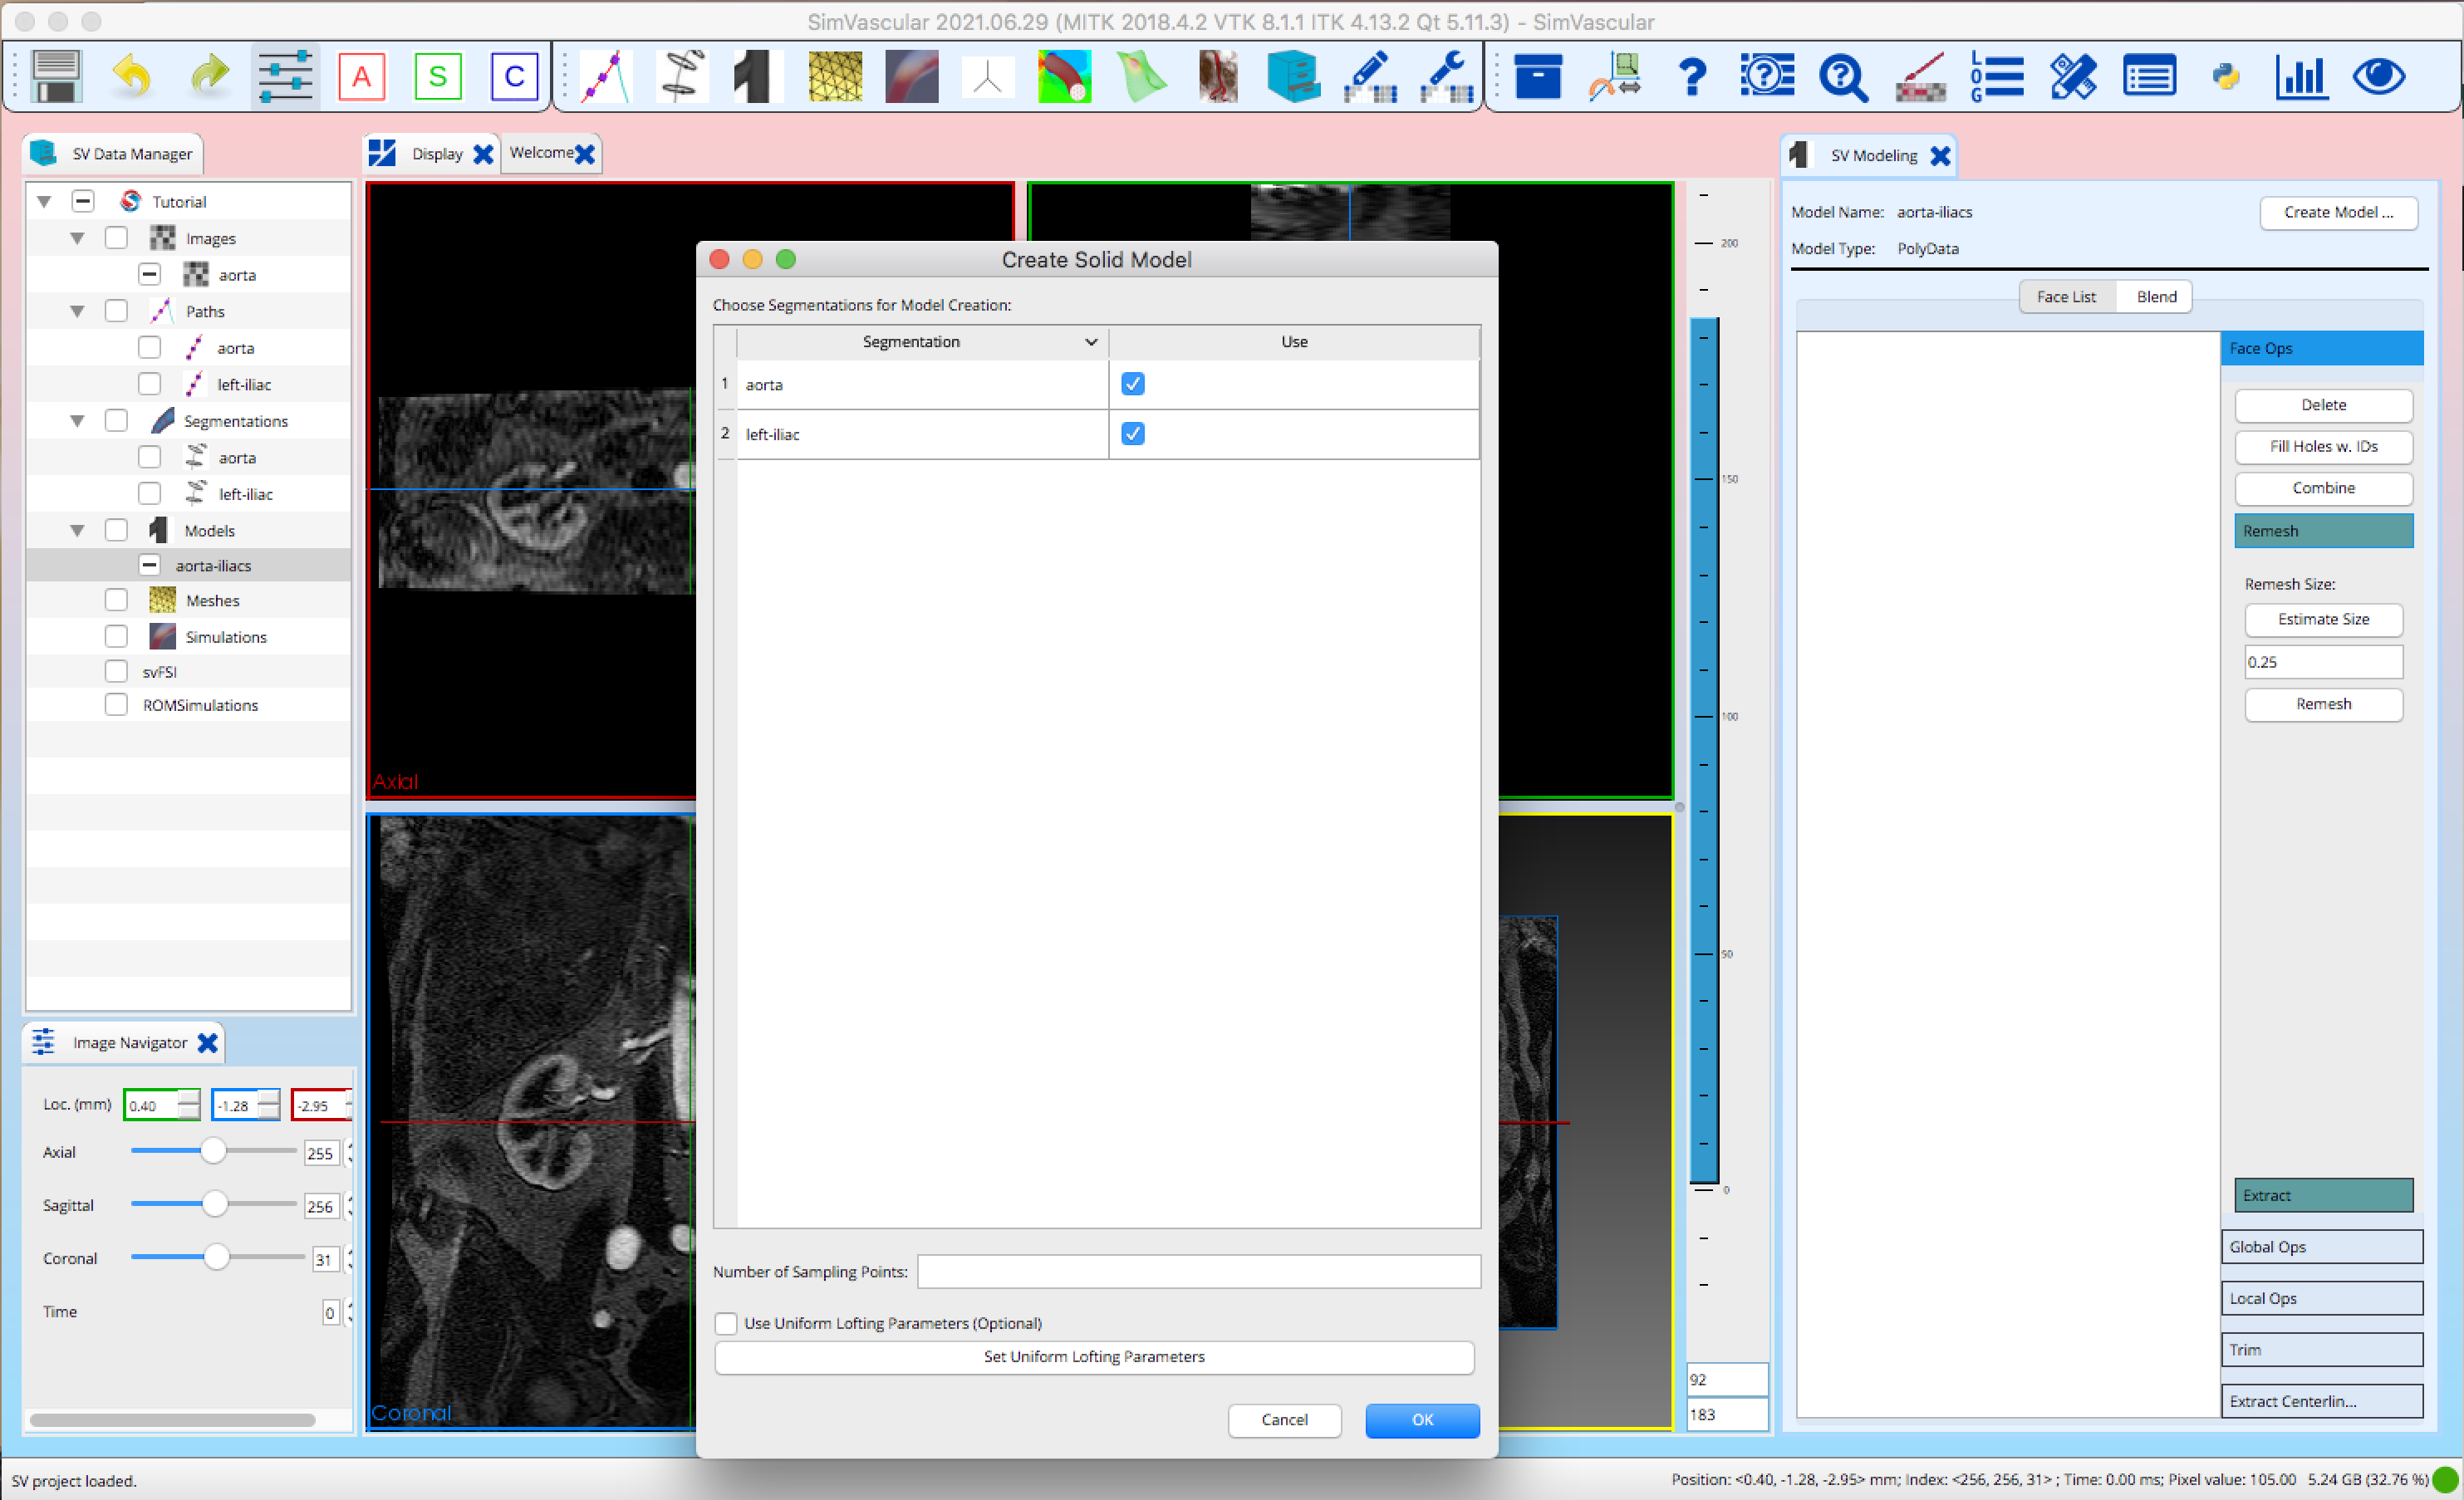 SimVascular 2021.06.29 (MITK 2018.4.2 VTK 8.1.1 ITK 4.13.2 Qt 5.11.3) - SimVascular
A S C
LOG
SV Data Manager
Display
Welcome
SV Modeling
Tutorial
Images
aorta
Paths
aorta
left-iliac
Segmentations
aorta
left-iliac
Models
aorta-iliacs
Meshes
Simulations
svFSI
ROMSimulations
Image Navigator
Loc. (mm) 0.40 -1.28 -2.95
Axial 255
Sagittal 256
Coronal 31
Time 0
Axial
Coronal
Create Solid Model
Choose Segmentations for Model Creation:
Segmentation Use
1 aorta
2 left-iliac
Number of Sampling Points:
Use Uniform Lofting Parameters (Optional)
Set Uniform Lofting Parameters
Cancel OK
200
150
100
50
0
92
183
Model Name: aorta-iliacs
Create Model ...
Model Type: PolyData
Face List Blend
Face Ops
Delete
Fill Holes w. IDs
Combine
Remesh
Remesh Size:
Estimate Size
0.25
Remesh
Extract
Global Ops
Local Ops
Trim
Extract Centerlin...
SV project loaded.
Position: <0.40, -1.28, -2.95> mm; Index: <256, 256, 31> ; Time: 0.00 ms; Pixel value: 105.00 5.24 GB (32.76 %)